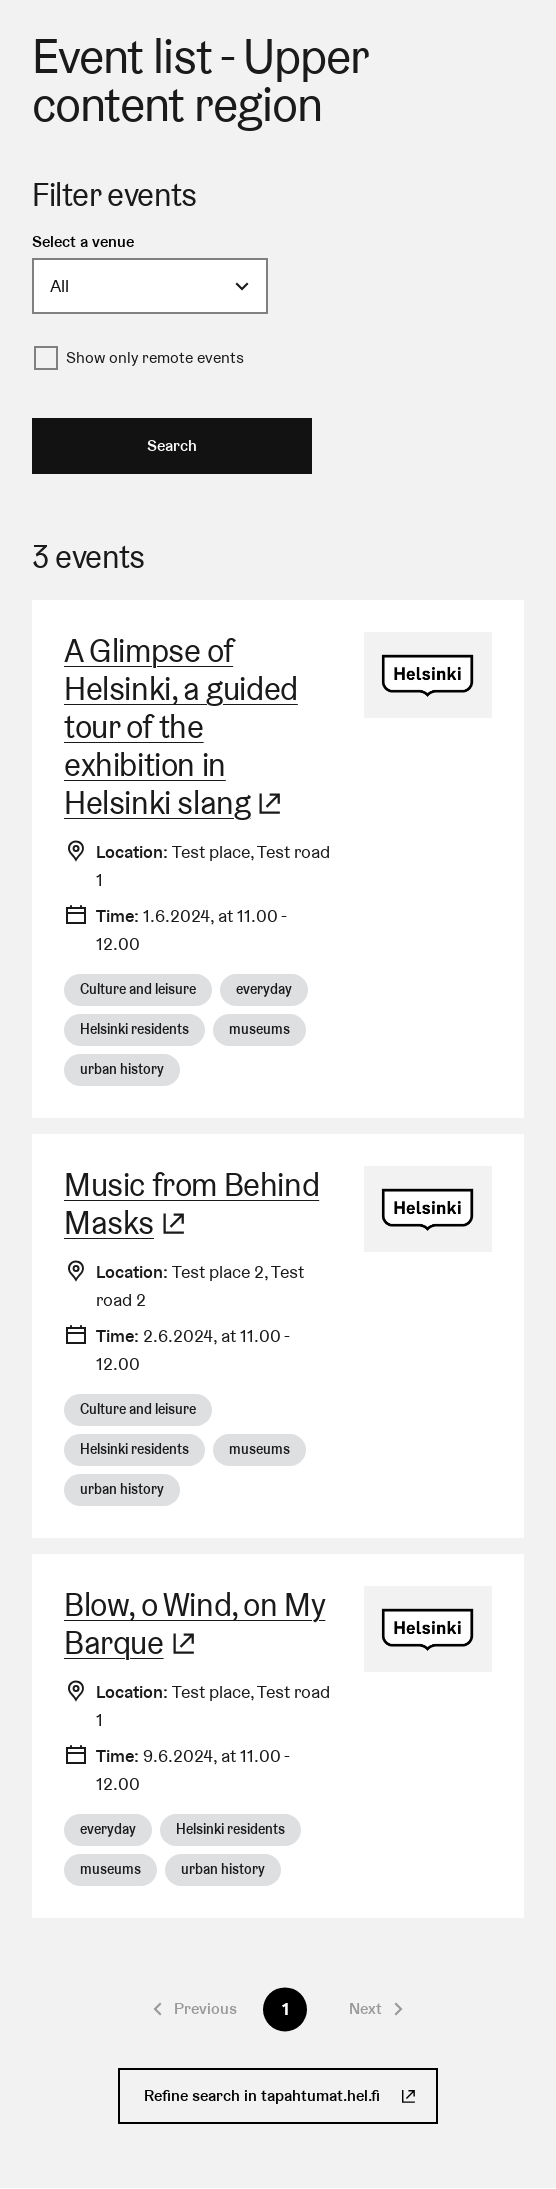 Event list - Upper
content region
Filter events
Select a venue
All
Show only remote events
Search
3 events
A Glimpse of
Helsinki, a guided
tour of the
exhibition in
Helsinki slang
Helsinki
Location: Test place, Test road
1
Time: 1.6.2024, at 11.00 -
12.00
Culture and leisure everyday
Helsinki residents museums
urban history
Music from Behind
Masks
Helsinki
Location: Test place 2, Test
road 2
Time: 2.6.2024, at 11.00 -
12.00
Culture and leisure
Helsinki residents museums
urban history
Blow, o Wind, on My
Barque
Helsinki
Location: Test place, Test road
1
Time: 9.6.2024, at 11.00 -
12.00
everyday Helsinki residents
museums urban history
Previous 1 Next
Refine search in tapahtumat.hel.fi